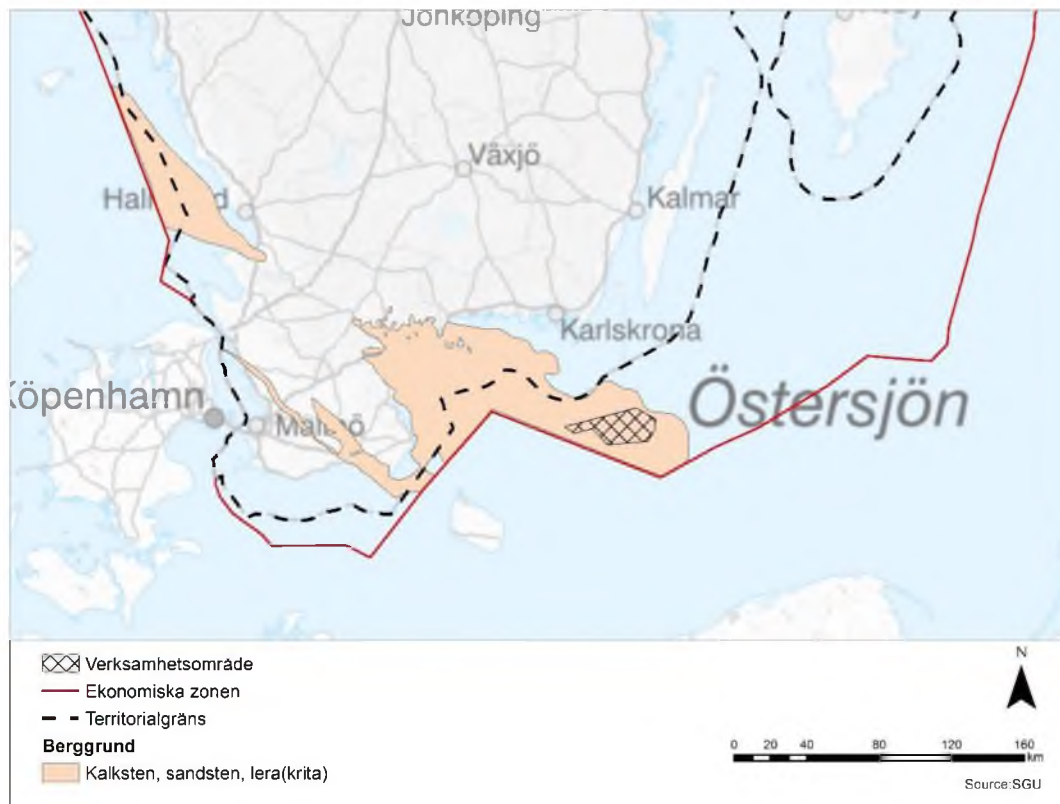 Jönköping
Växjö
Kalmar
Karlskrona
Köpenhamn
Malmö
Östersjön
Verksamhetsområde
Ekonomiska zonen
Territorialgräns
Berggrund
Kalksten, sandsten, lera(krita)
N
0 20 40 80 120 160
km
Source:SGU